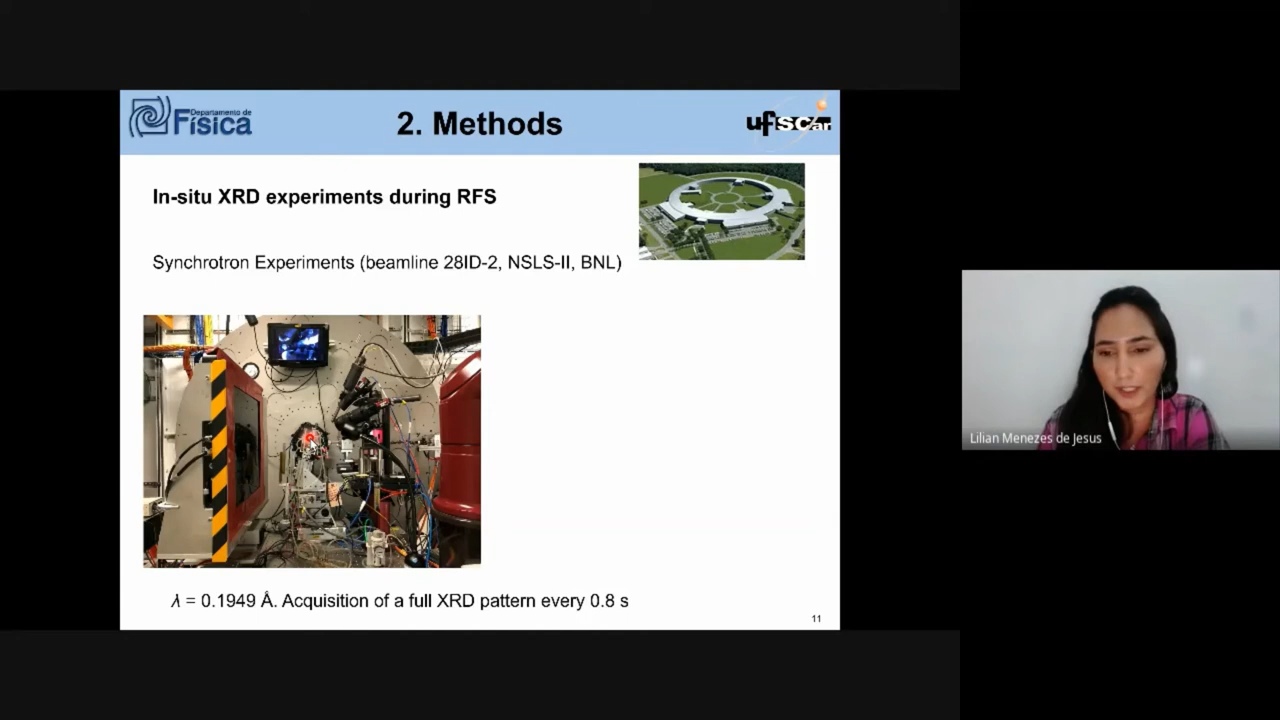 Departamento de
Física
2. Methods
ufscar
In-situ XRD experiments during RFS
Synchrotron Experiments (beamline 28ID-2, NSLS-II, BNL)
λ = 0.1949 Å. Acquisition of a full XRD pattern every 0.8 s
11
Lilian Menezes de Jesus